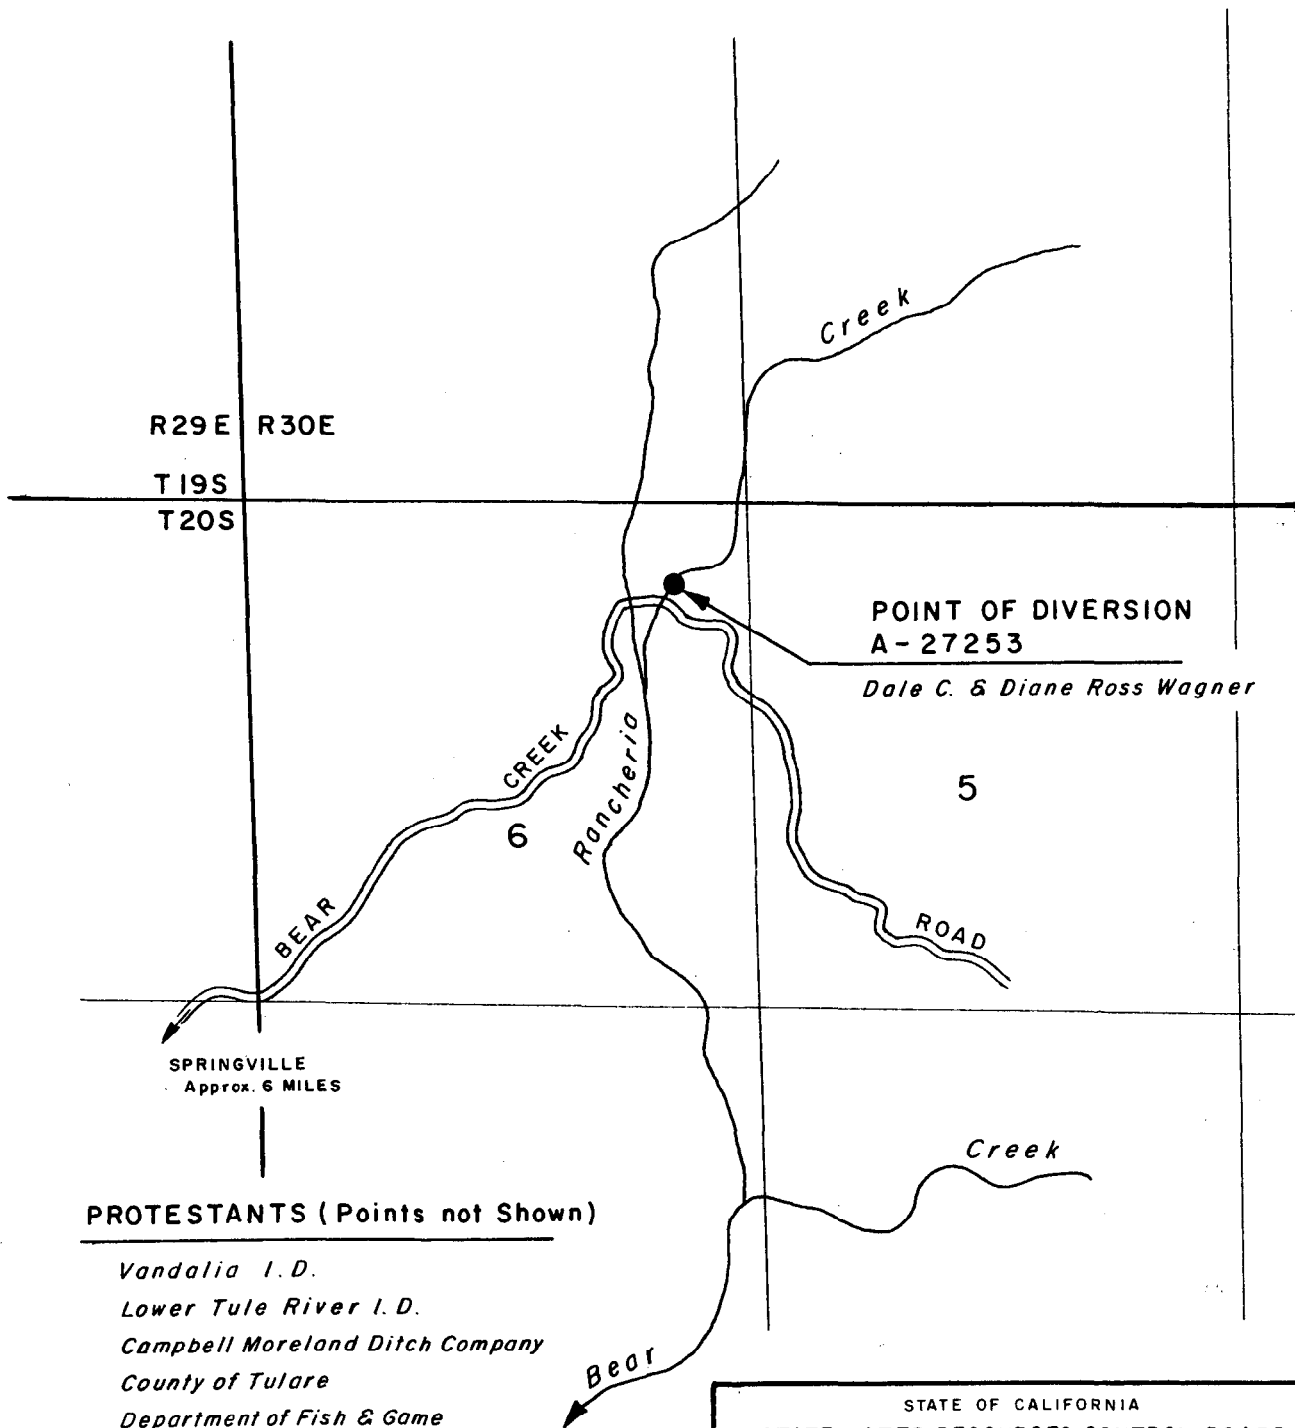 Creek
R29E R30E
T19S
T20S
POINT OF DIVERSION
A-27253
Dale C. & Diane Ross Wagner
Rancheria
CREEK
5
6
BEAR
ROAD
SPRINGVILLE
Approx. 6 MILES
Creek
PROTESTANTS (Points not Shown)
Vandalia I.D.
Lower Tule River I.D.
Campbell Moreland Ditch Company
County of Tulare
Department of Fish & Game
Bear
STATE OF CALIFORNIA